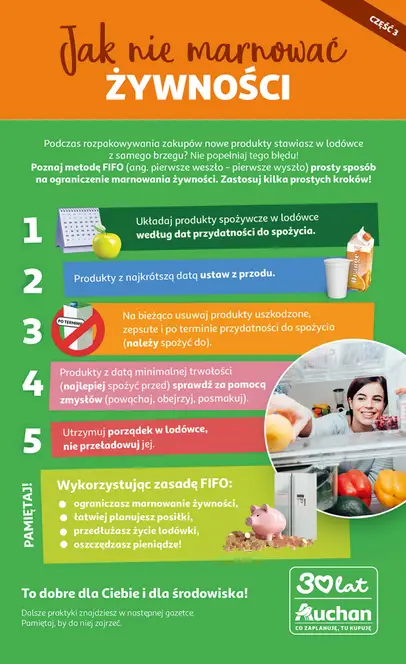 CZĘŚĆ 3
Jak nie marnować
ŻYWNOŚCI
Podczas rozpakowywania zakupów nowe produkty stawiasz w lodówce
z samego brzegu? Nie popełniaj tego błędu!
Poznaj metodę FIFO (ang. pierwsze weszło – pierwsze wyszło) prosty sposób
na ograniczenie marnowania żywności. Zastosuj kilka prostych kroków!
1
Układaj produkty spożywcze w lodówce
według dat przydatności do spożycia.
2
Produkty z najkrótszą datą ustaw z przodu.
3
PO TERMINIE
Na bieżąco usuwaj produkty uszkodzone,
zepsute i po terminie przydatności do spożycia
(należy spożyć do).
4
Produkty z datą minimalnej trwałości
(najlepiej spożyć przed) sprawdź za pomocą
zmysłów (powąchaj, obejrzyj, posmakuj).
5
Utrzymuj porządek w lodówce,
nie przeładowuj jej.
PAMIĘTAJ!
Wykorzystując zasadę FIFO:
ograniczasz marnowanie żywności,
łatwiej planujesz posiłki,
przedłużasz życie lodówki,
oszczędzasz pieniądze!
To dobre dla Ciebie i dla środowiska!
Dalsze praktyki znajdziesz w następnej gazetce.
Pamiętaj, by do niej zajrzeć.
30 lat
Auchan
CO ZAPLANUJĘ, TU KUPUJĘ